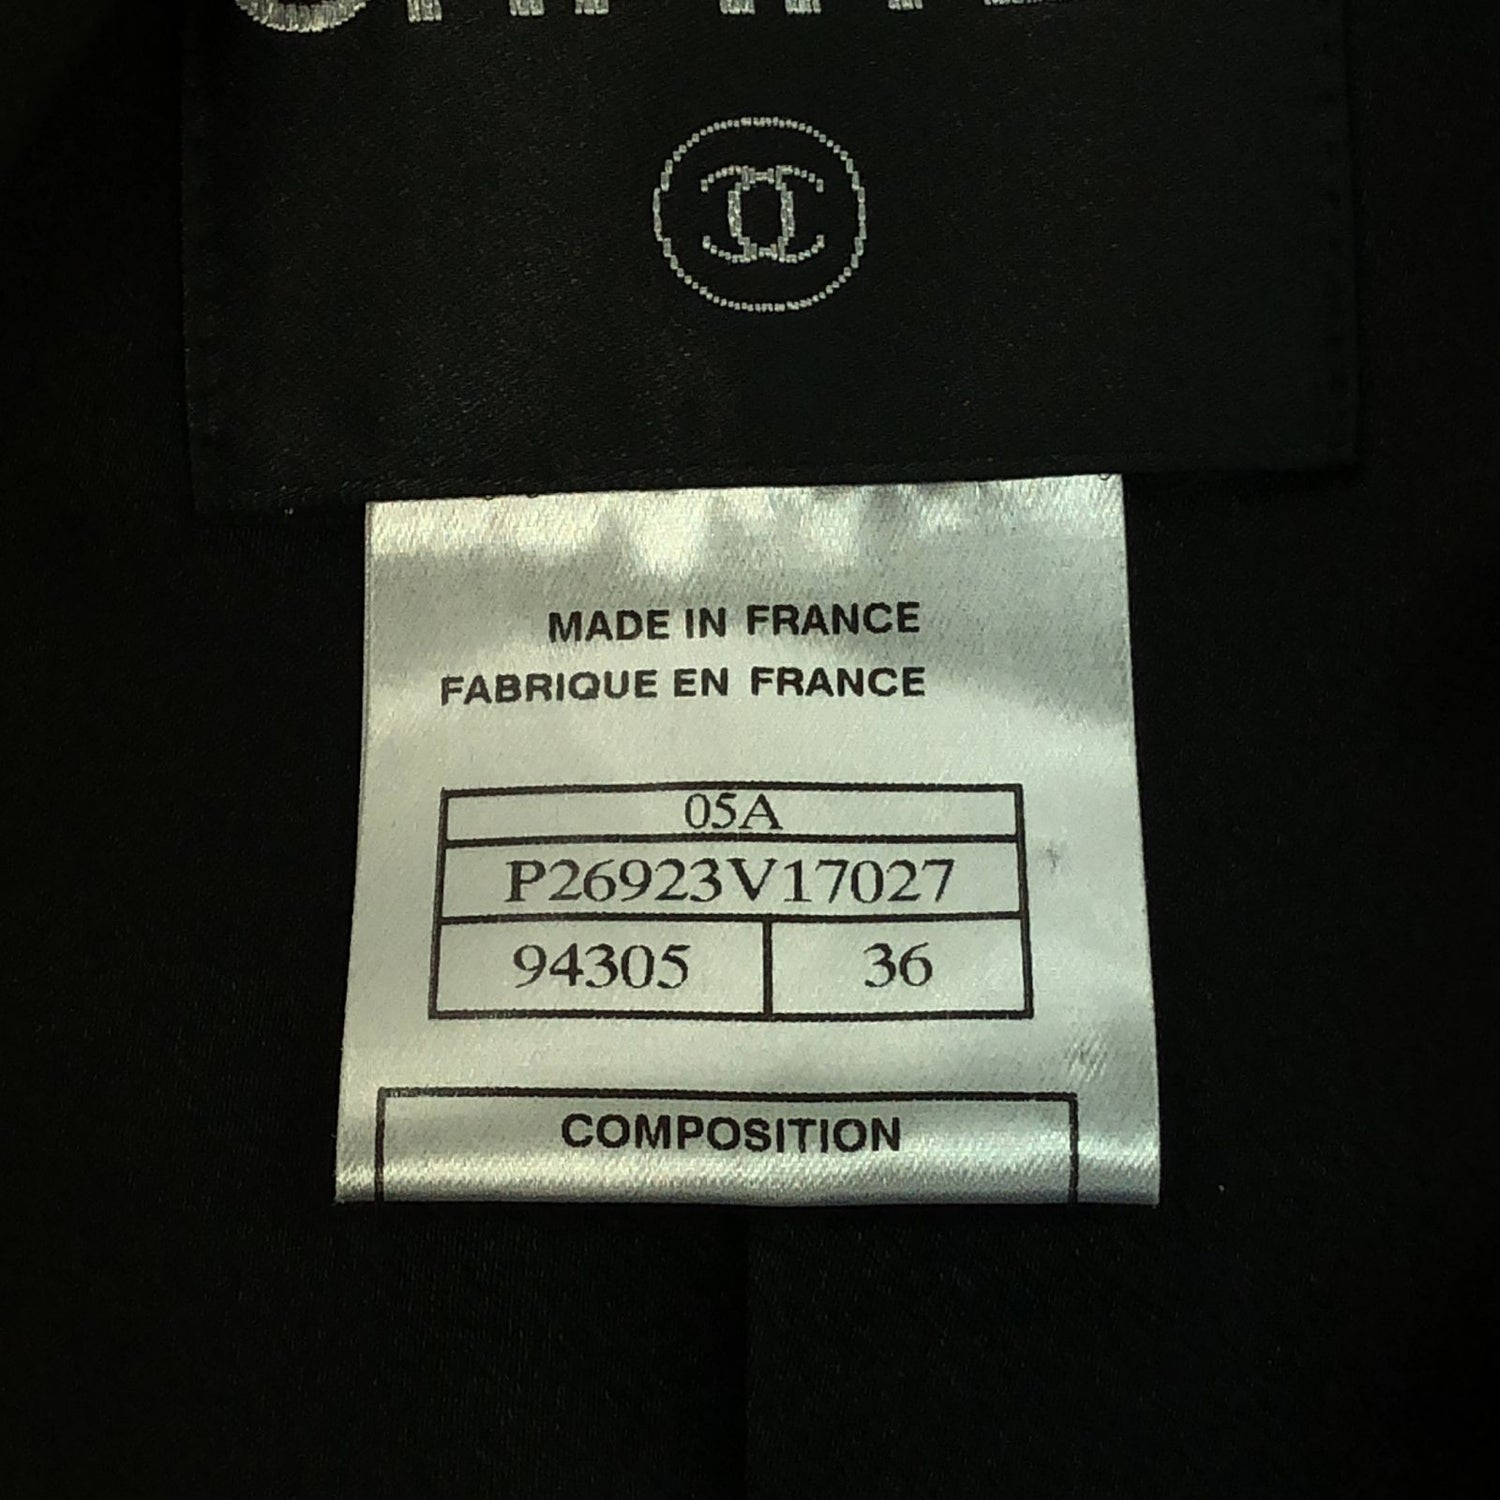 MADE IN FRANCE
FABRIQUE EN FRANCE
05A
P26923V17027
94305 36
COMPOSITION